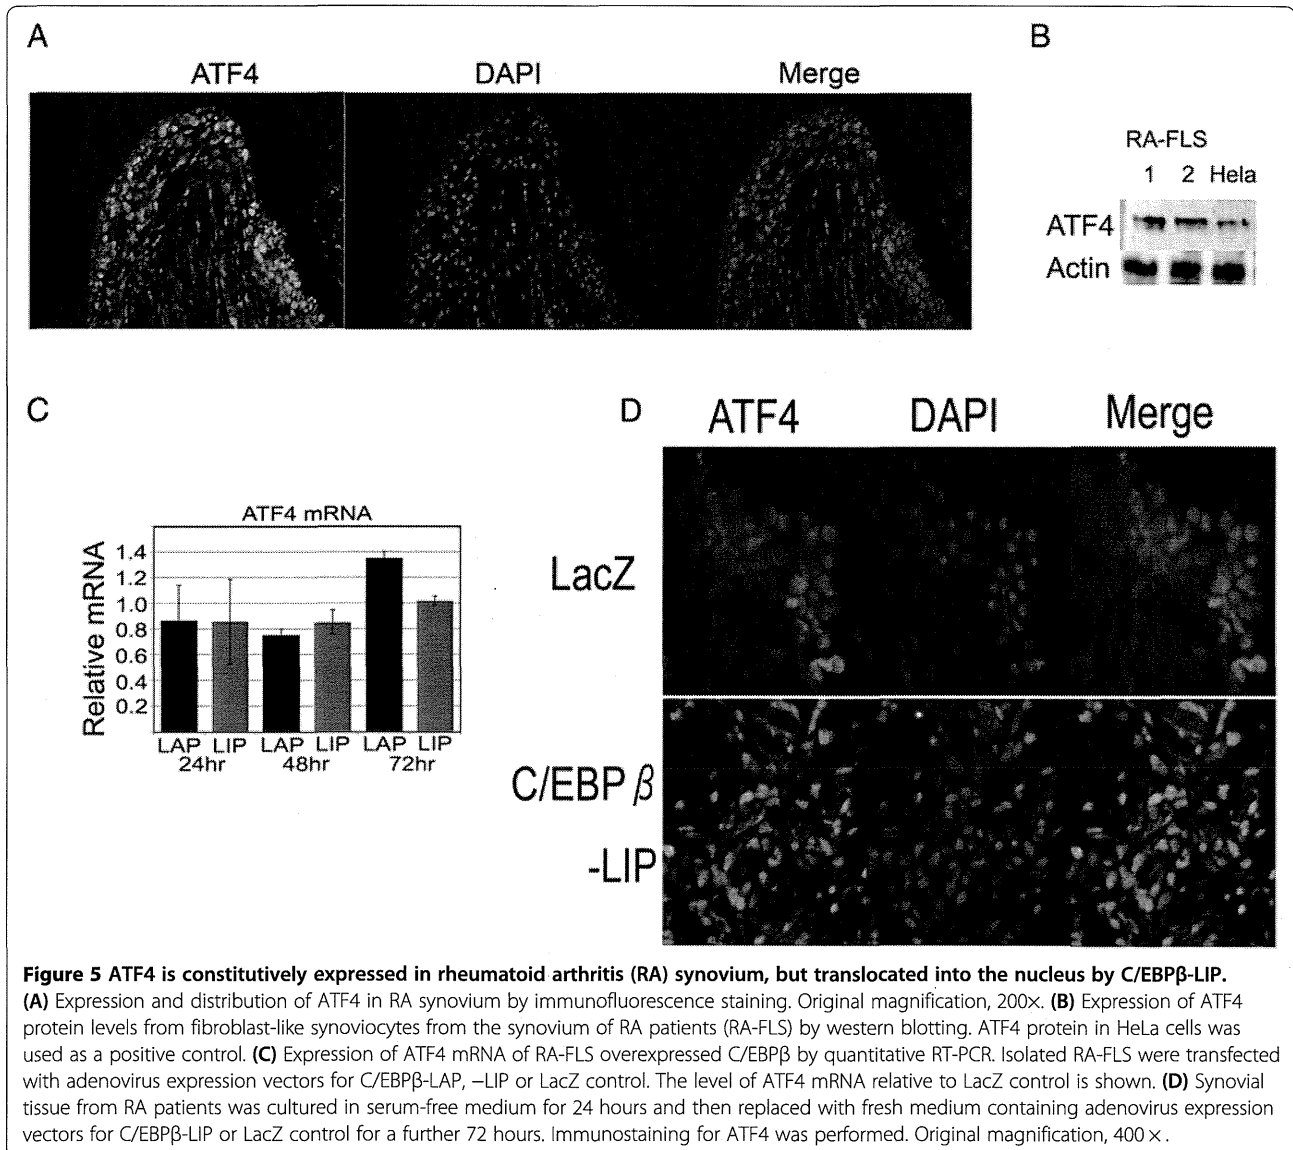 A
ATF4 DAPI Merge
B
RA-FLS
1 2 Hela
ATF4
Actin
C
ATF4 mRNA
Relative mRNA
1.4
1.2
1.0
0.8
0.6
0.4
0.2
LAP LIP LAP LIP LAP LIP
24hr 48hr 72hr
D
ATF4 DAPI Merge
LacZ
C/EBP β
-LIP
Figure 5 ATF4 is constitutively expressed in rheumatoid arthritis (RA) synovium, but translocated into the nucleus by C/EBPβ-LIP.
(A) Expression and distribution of ATF4 in RA synovium by immunofluorescence staining. Original magnification, 200×. (B) Expression of ATF4
protein levels from fibroblast-like synoviocytes from the synovium of RA patients (RA-FLS) by western blotting. ATF4 protein in HeLa cells was
used as a positive control. (C) Expression of ATF4 mRNA of RA-FLS overexpressed C/EBPβ by quantitative RT-PCR. Isolated RA-FLS were transfected
with adenovirus expression vectors for C/EBPβ-LAP, –LIP or LacZ control. The level of ATF4 mRNA relative to LacZ control is shown. (D) Synovial
tissue from RA patients was cultured in serum-free medium for 24 hours and then replaced with fresh medium containing adenovirus expression
vectors for C/EBPβ-LIP or LacZ control for a further 72 hours. Immunostaining for ATF4 was performed. Original magnification, 400 ×.